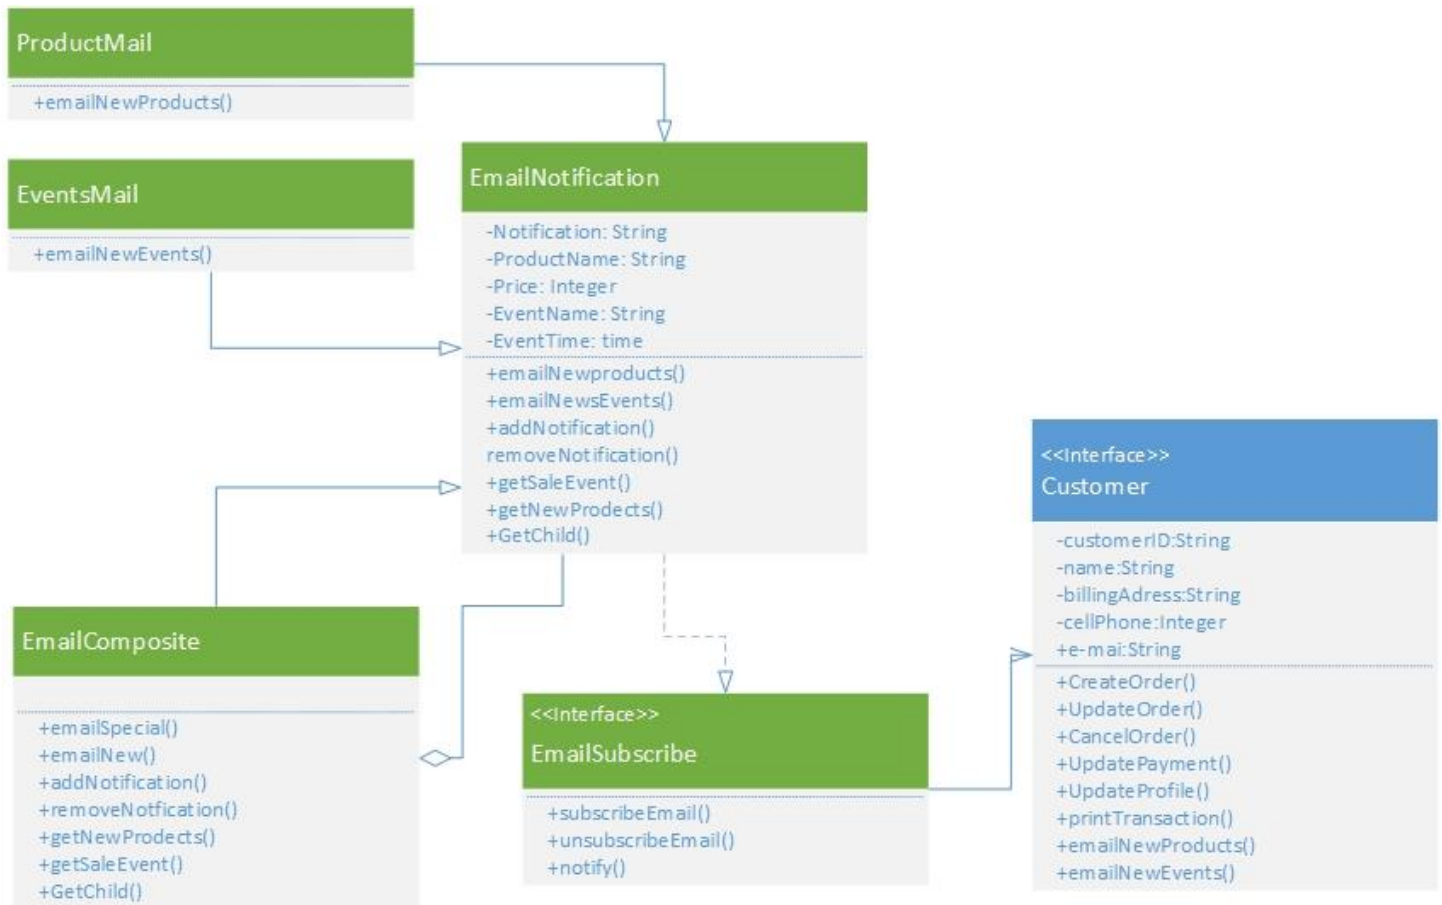 ProductMail
+emailNewProducts()
EventsMail
+emailNewEvents()
EmailNotification
-Notification: String
-ProductName: String
-Price: Integer
-EventName: String
-EventTime: time
+emailNewproducts()
+emailNewsEvents()
+addNotification()
removeNotification()
+getSaleEvent()
+getNewProdects()
+GetChild()
EmailComposite
+emailSpecial()
+emailNew()
+addNotification()
+removeNotfication()
+getNewProdects()
+getSaleEvent()
+GetChild()
<<Interface>>
EmailSubscribe
+subscribeEmail()
+unsubscribeEmail()
+notify()
<<Interface>>
Customer
-customerID:String
-name:String
-billingAdress:String
-cellPhone:Integer
+e-mai:String
+CreateOrder()
+UpdateOrder()
+CancelOrder()
+UpdatePayment()
+UpdateProfile()
+printTransaction()
+emailNewProducts()
+emailNewEvents()